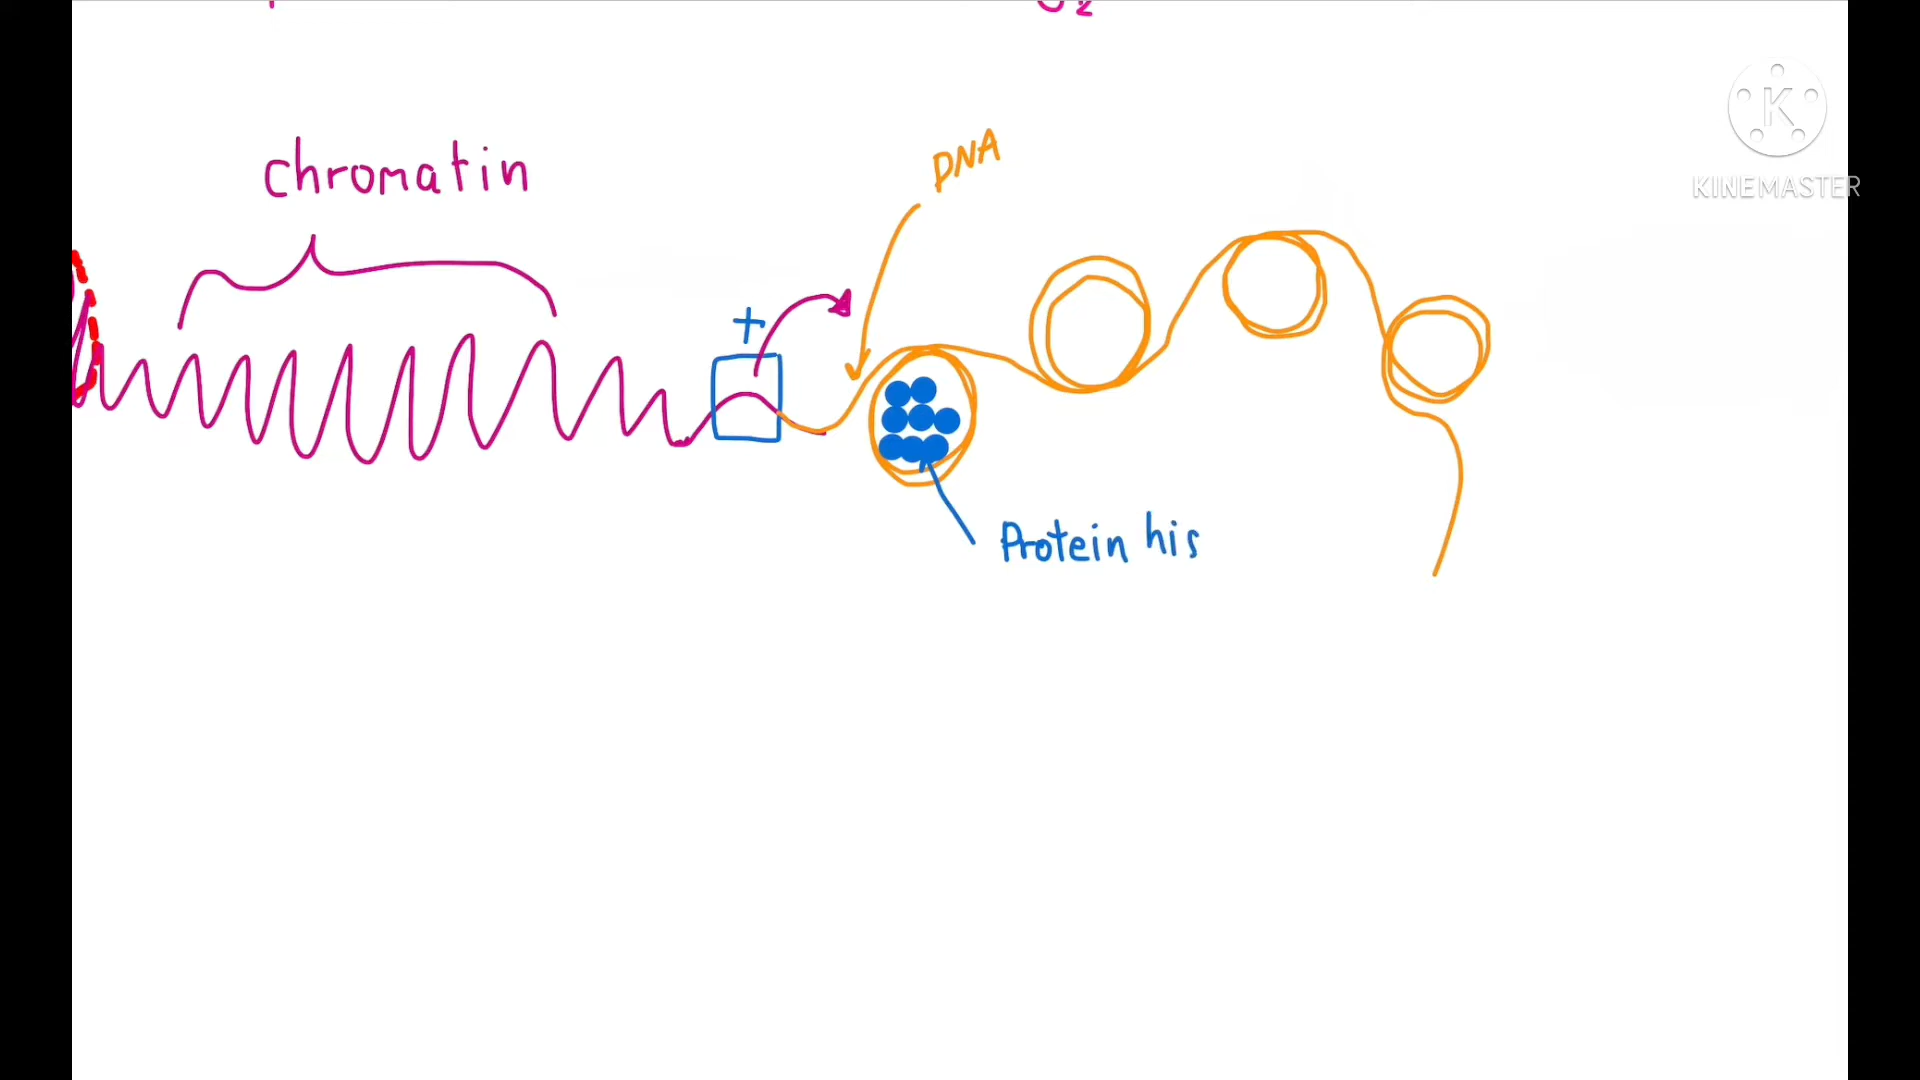 chromatin
DNA
+
Protein his
K
KINEMASTER